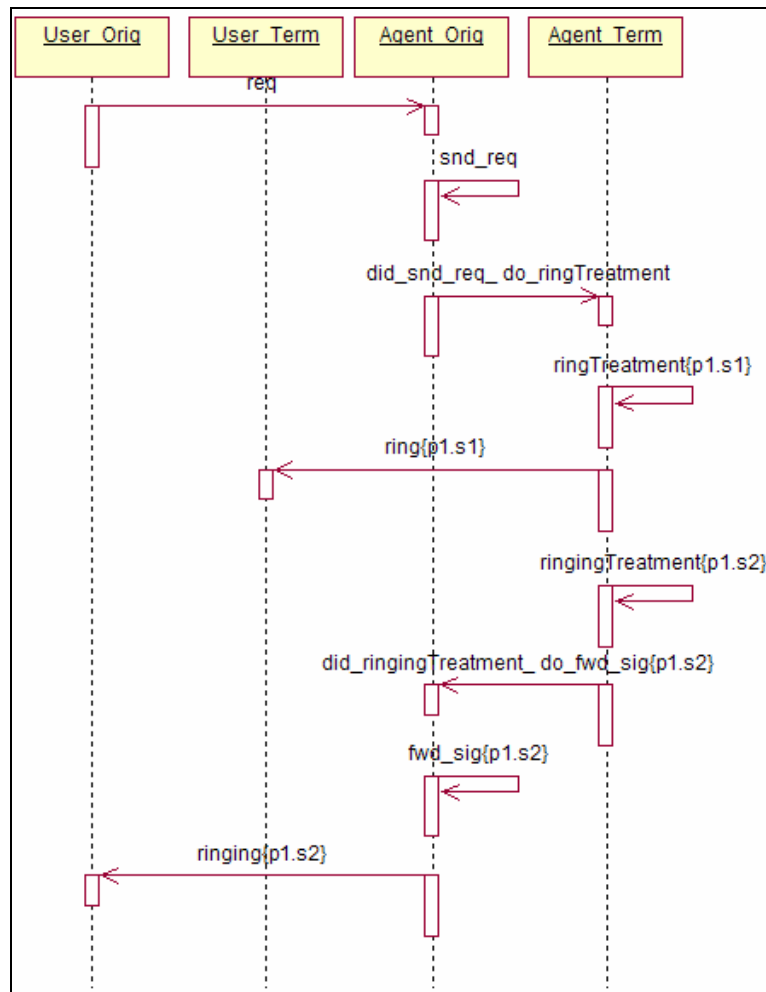 User_Orig User_Term Agent_Orig Agent_Term
req
snd_req
did_snd_req_ do_ringTreatment
ringTreatment{p1.s1}
ring{p1.s1}
ringingTreatment{p1.s2}
did_ringingTreatment_ do_fwd_sig{p1.s2}
fwd_sig{p1.s2}
ringing{p1.s2}